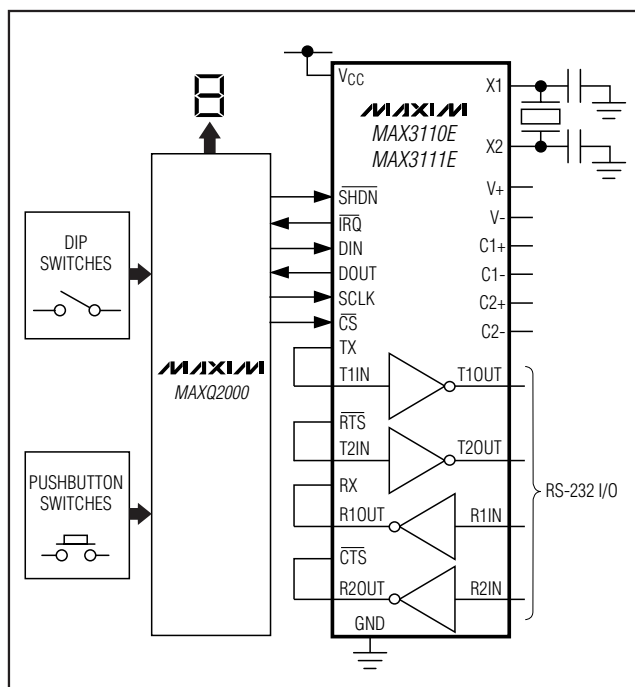 VCC
MAXIM
MAX3110E
MAX3111E
X1
X2
V+
V-
C1+
C1-
C2+
C2-
SHDN
IRQ
DIN
DOUT
SCLK
CS
TX
T1IN
T1OUT
RTS
T2IN
T2OUT
RX
R1OUT
R1IN
CTS
R2OUT
R2IN
GND
RS-232 I/O
8
DIP
SWITCHES
MAXIM
MAXQ2000
PUSHBUTTON
SWITCHES